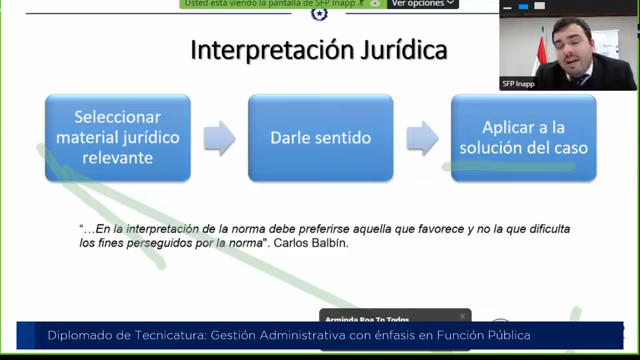 Usted está viendo la pantalla de SFP Inapp
Ver opciones
Interpretación Jurídica
SFP Inapp
Seleccionar
material jurídico
relevante
Darle sentido
Aplicar a la
solución del caso
"…En la interpretación de la norma debe preferirse aquella que favorece y no la que dificulta
los fines perseguidos por la norma". Carlos Balbín.
Arminda Roa To Todos
Diplomado de Tecnicatura: Gestión Administrativa con énfasis en Función Pública